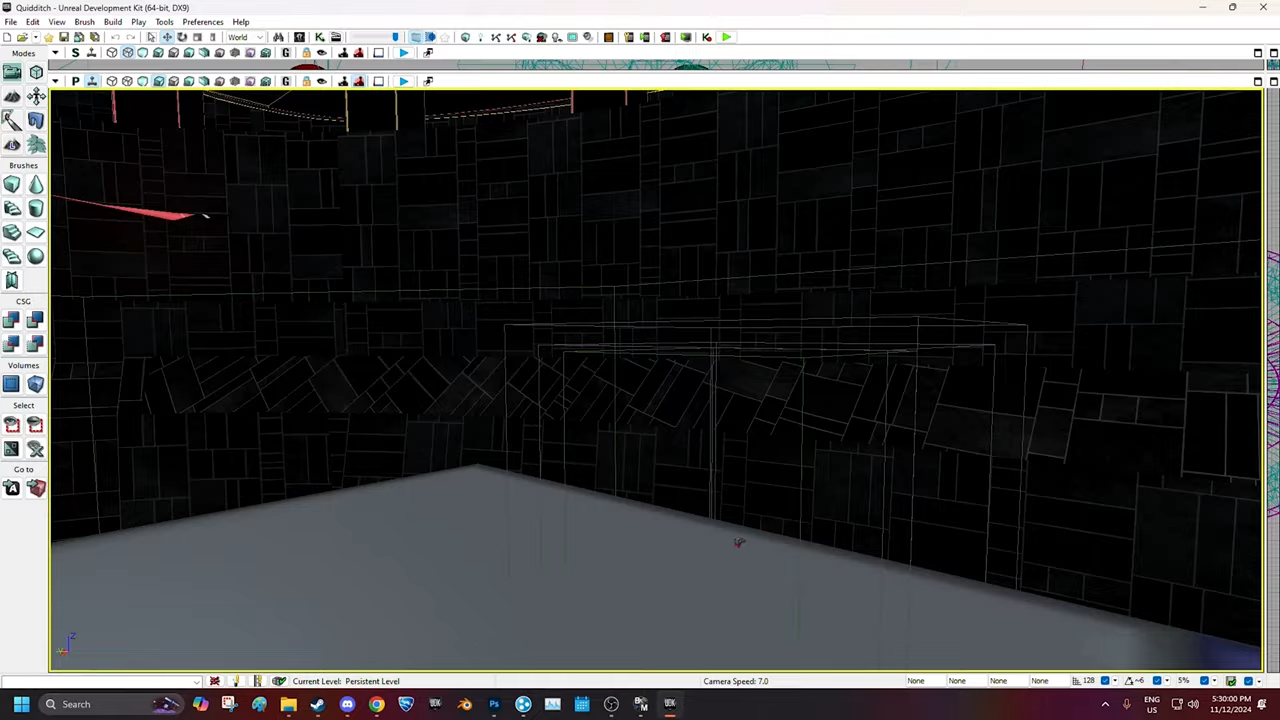 Quidditch - Unreal Development Kit (64-bit, DX9)
File Edit View Brush Build Play Tools Preferences Help
World
Modes
S
G
P
G
Brushes
CSG
Volumes
Select
Go to
Z
Current Level: Persistent Level
Camera Speed: 7.0
None None None None 128 ~6 5%
Search
ENG
US
5:30:00 PM
11/12/2024